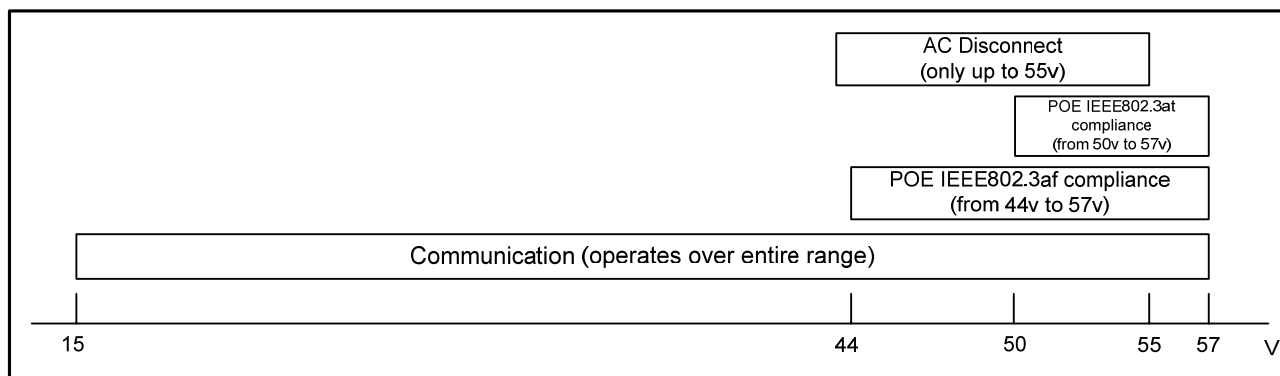 AC Disconnect
(only up to 55v)
POE IEEE802.3at
compliance
(from 50v to 57v)
POE IEEE802.3af compliance
(from 44v to 57v)
Communication (operates over entire range)
15 44 50 55 57 V